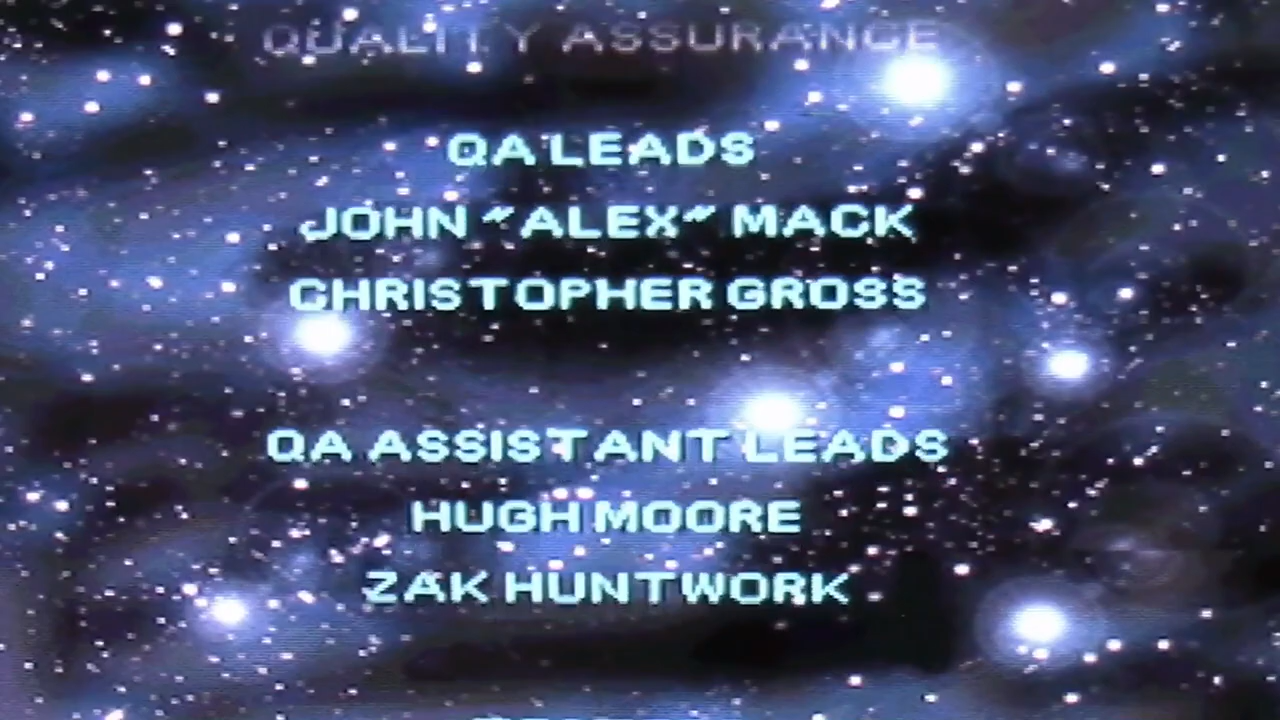 QUALITY ASSURANCE
QA LEADS
JOHN "ALEX" MACK
CHRISTOPHER GROSS
QA ASSISTANT LEADS
HUGH MOORE
ZAK HUNTWORK